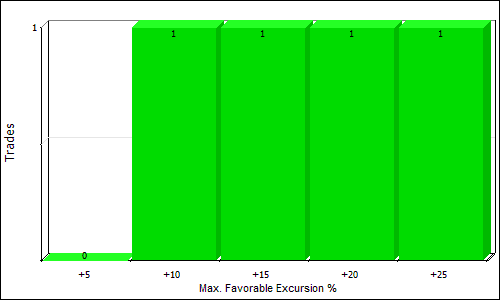 1
1 1 1 1
Trades
0
+5 +10 +15 +20 +25
Max. Favorable Excursion %